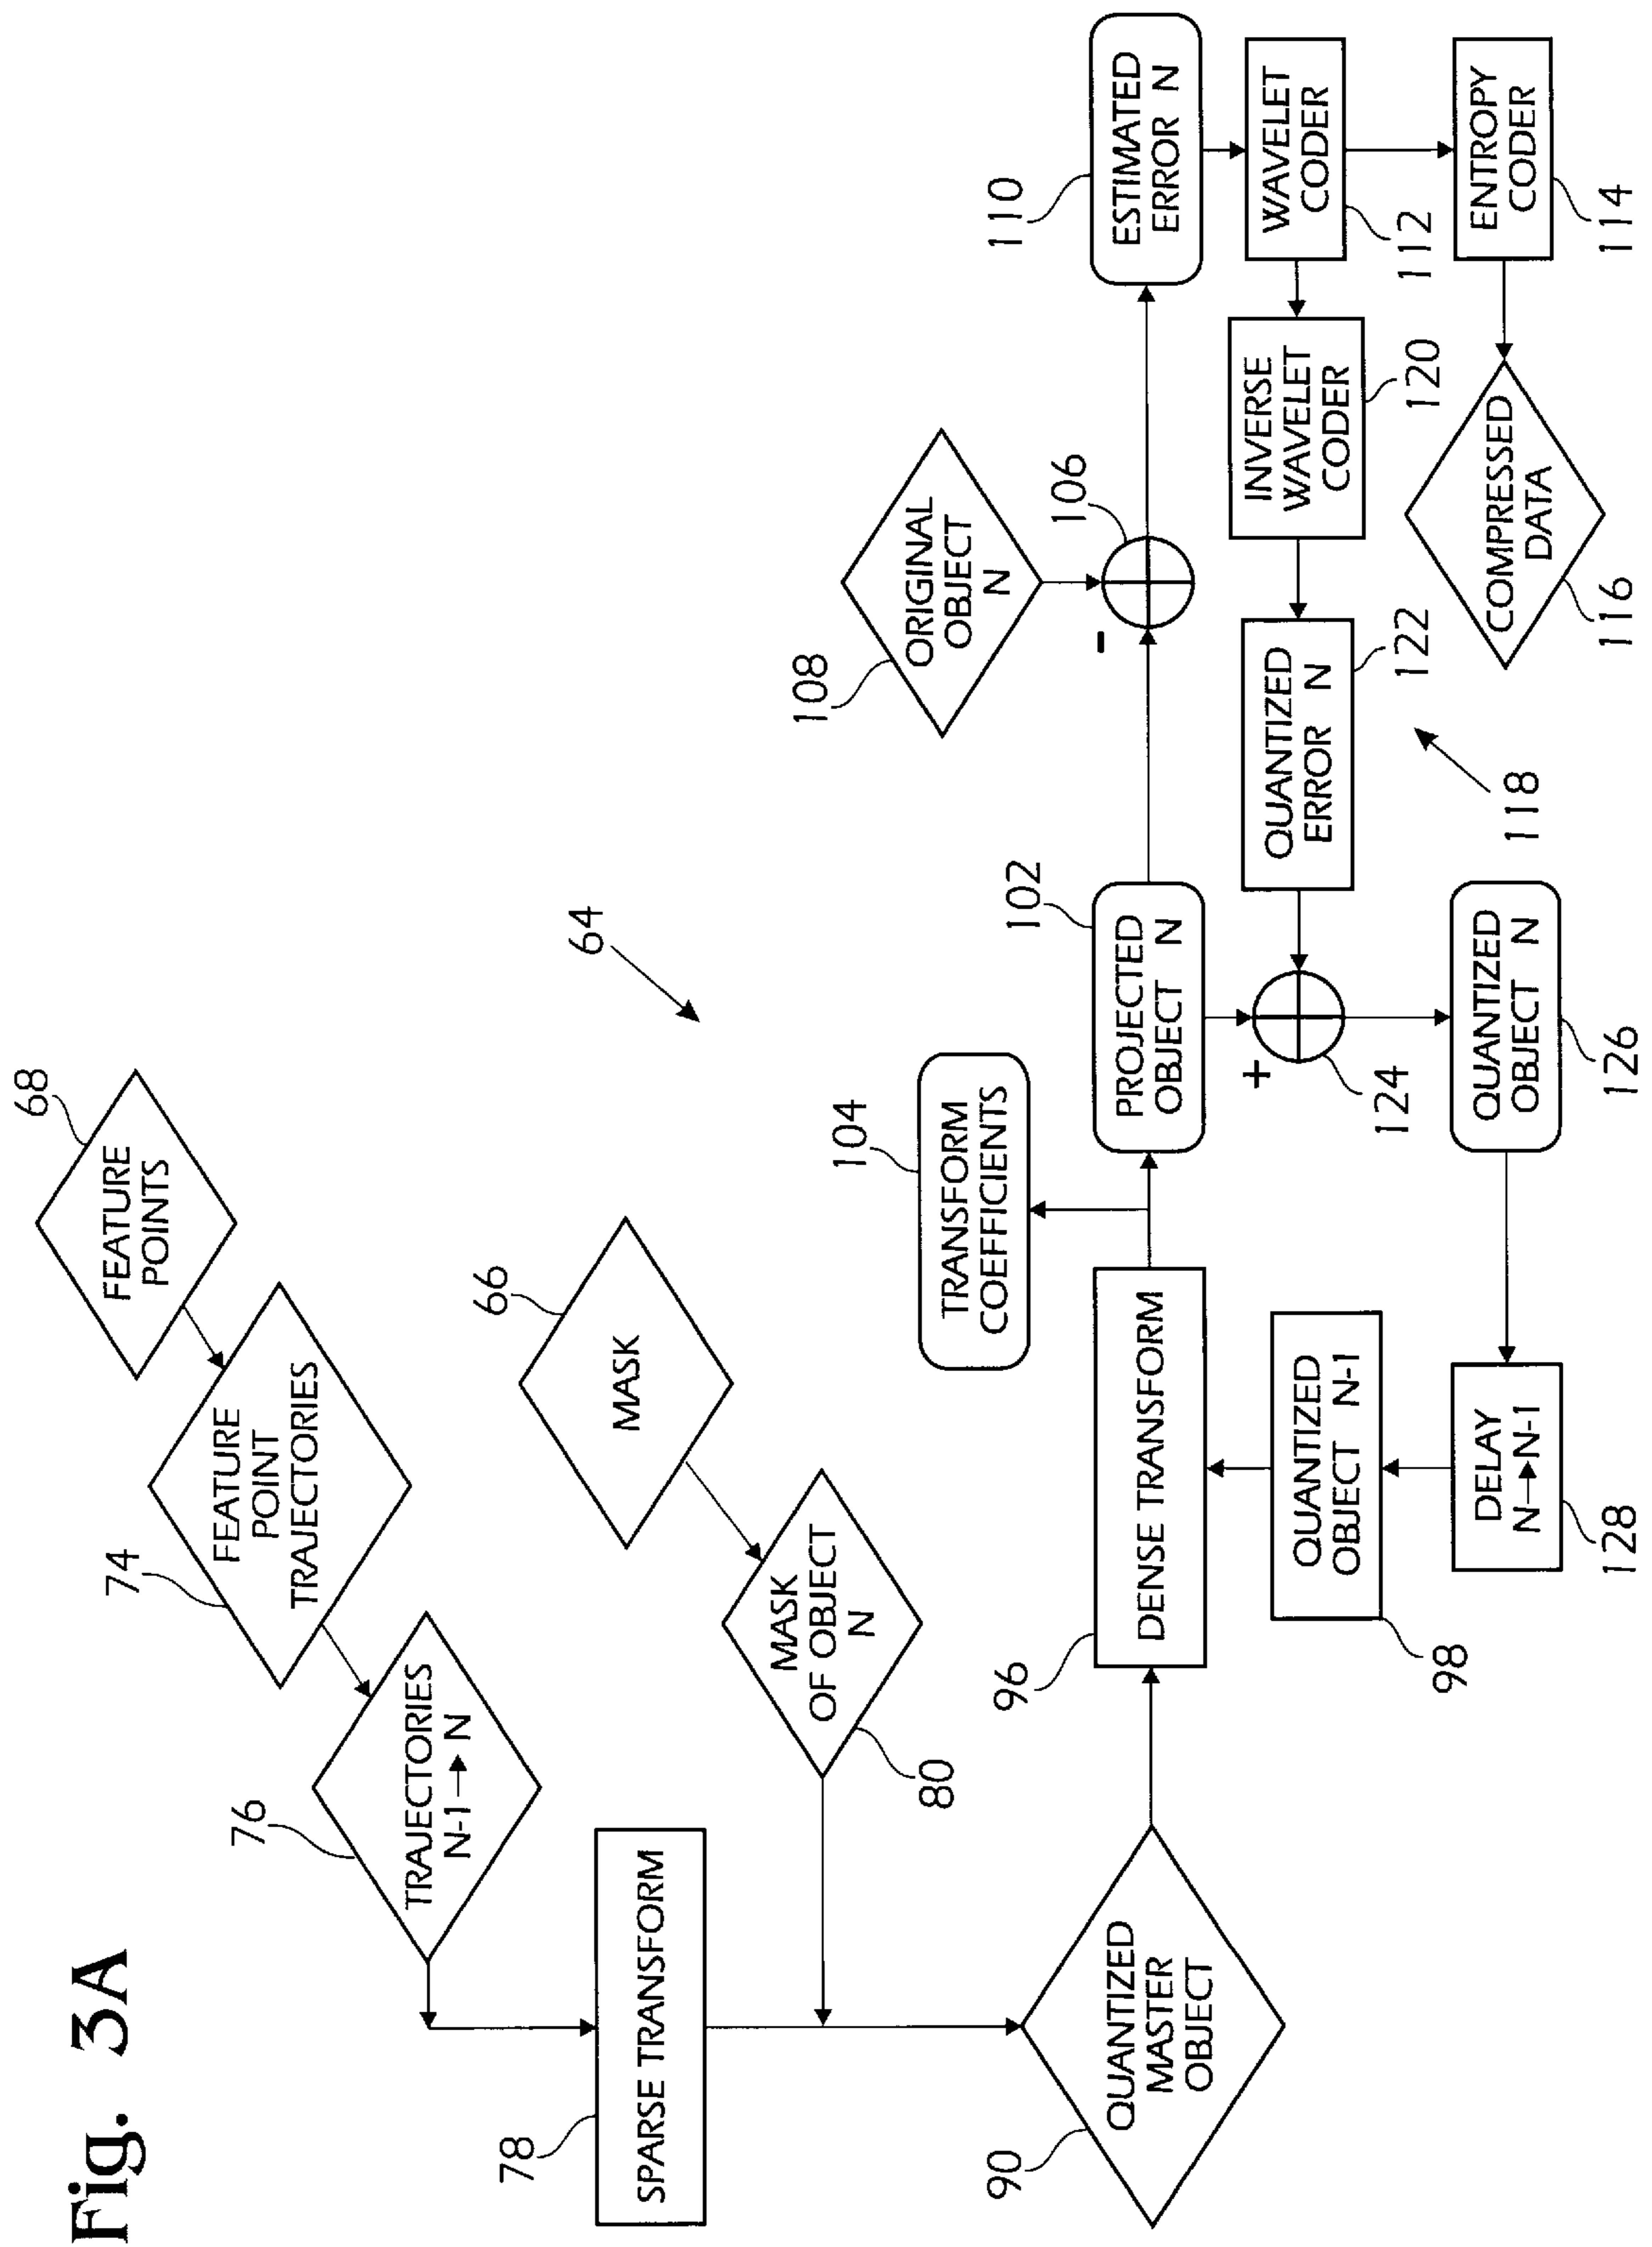 Fig. 3A
68
FEATURE
POINTS
74
FEATURE
POINT
TRAJECTORIES
76
TRAJECTORIES
N-1→N
66
MASK
78
SPARSE TRANSFORM
MASK
OF OBJECT
N
80
64
90
QUANTIZED
MASTER
OBJECT
96
DENSE TRANSFORM
104
TRANSFORM
COEFFICIENTS
102
PROJECTED
OBJECT N
108
ORIGINAL
OBJECT
N
-
106
110
ESTIMATED
ERROR N
98
QUANTIZED
OBJECT N-1
+
124
QUANTIZED
ERROR N
122
INVERSE
WAVELET
CODER
120
WAVELET
CODER
112
128
DELAY
N→N-1
QUANTIZED
OBJECT N
126
118
COMPRESSED
DATA
116
ENTROPY
CODER
114